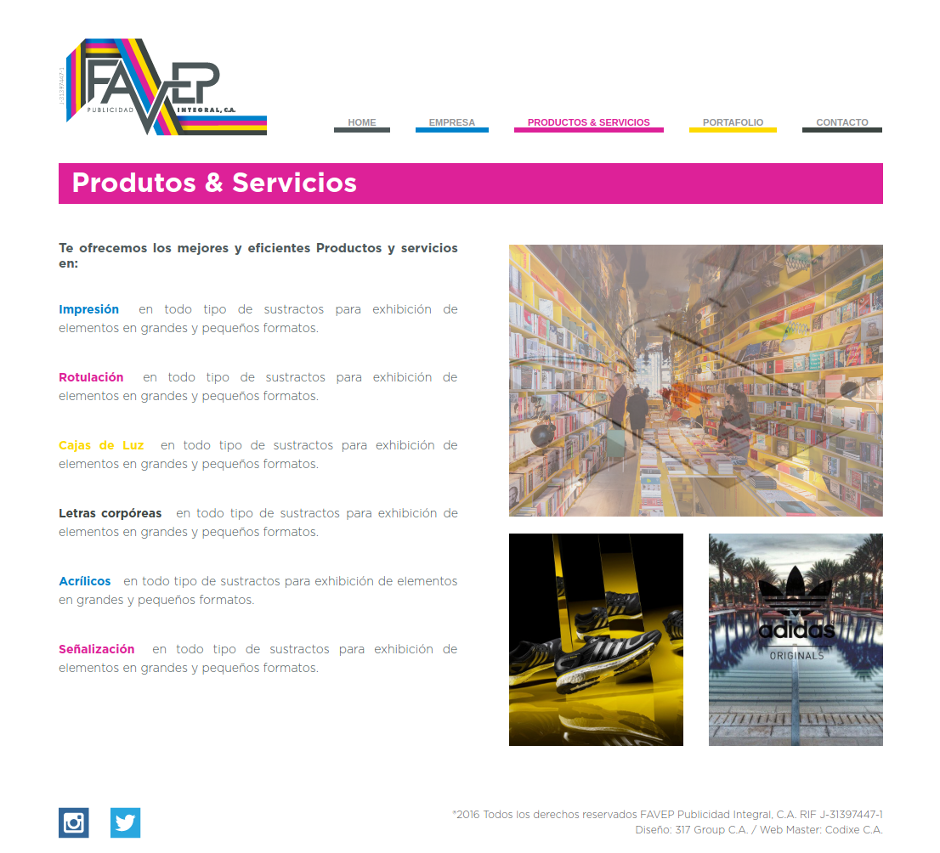 J-31397447-1
FAVEP
PUBLICIDAD INTEGRAL, C.A.
HOME EMPRESA PRODUCTOS & SERVICIOS PORTAFOLIO CONTACTO
Produtos & Servicios
Te ofrecemos los mejores y eficientes Productos y servicios
en:
Impresión en todo tipo de sustractos para exhibición de
elementos en grandes y pequeños formatos.
Rotulación en todo tipo de sustractos para exhibición de
elementos en grandes y pequeños formatos.
Cajas de Luz en todo tipo de sustractos para exhibición de
elementos en grandes y pequeños formatos.
Letras corpóreas en todo tipo de sustractos para exhibición de
elementos en grandes y pequeños formatos.
Acrílicos en todo tipo de sustractos para exhibición de elementos
en grandes y pequeños formatos.
Señalización en todo tipo de sustractos para exhibición de
elementos en grandes y pequeños formatos.
adidas
ORIGINALS
°2016 Todos los derechos reservados FAVEP Publicidad Integral, C.A. RIF J-31397447-1
Diseño: 317 Group C.A. / Web Master: Codixe C.A.